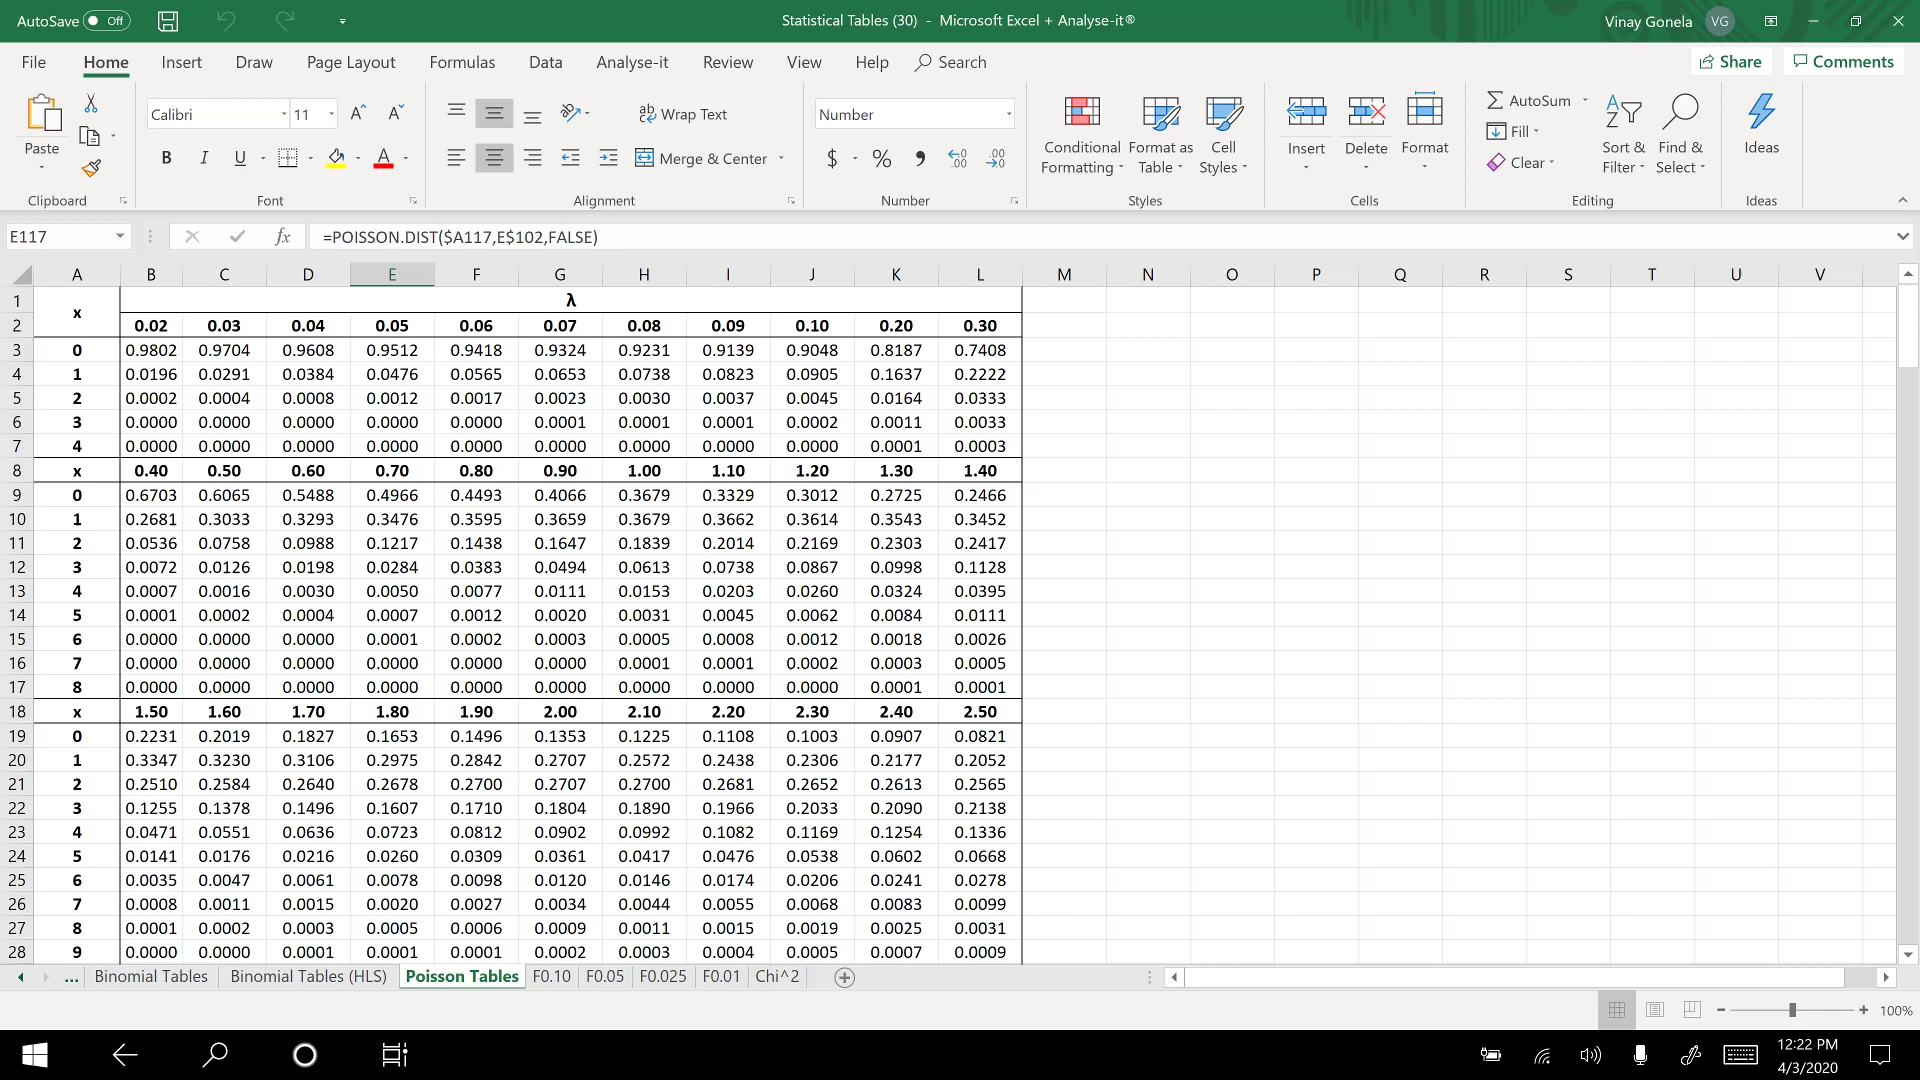 AutoSave Off Statistical Tables (30) - Microsoft Excel + Analyse-it® Vinay Gonela VG
File Home Insert Draw Page Layout Formulas Data Analyse-it Review View Help Search Share Comments
Calibri 11 A A ab Wrap Text Number AutoSum
Paste B I U A Merge & Center $ % Conditional Formatting Format as Table Cell Styles Insert Delete Format Fill Clear Sort & Filter Find & Select Ideas
Clipboard Font Alignment Number Styles Cells Editing Ideas
E117 fx =POISSON.DIST($A117,E$102,FALSE)
A B C D E F G H I J K L M N O P Q R S T U V
1 x λ
2 0.02 0.03 0.04 0.05 0.06 0.07 0.08 0.09 0.10 0.20 0.30
3 0 0.9802 0.9704 0.9608 0.9512 0.9418 0.9324 0.9231 0.9139 0.9048 0.8187 0.7408
4 1 0.0196 0.0291 0.0384 0.0476 0.0565 0.0653 0.0738 0.0823 0.0905 0.1637 0.2222
5 2 0.0002 0.0004 0.0008 0.0012 0.0017 0.0023 0.0030 0.0037 0.0045 0.0164 0.0333
6 3 0.0000 0.0000 0.0000 0.0000 0.0000 0.0001 0.0001 0.0001 0.0002 0.0011 0.0033
7 4 0.0000 0.0000 0.0000 0.0000 0.0000 0.0000 0.0000 0.0000 0.0000 0.0001 0.0003
8 x 0.40 0.50 0.60 0.70 0.80 0.90 1.00 1.10 1.20 1.30 1.40
9 0 0.6703 0.6065 0.5488 0.4966 0.4493 0.4066 0.3679 0.3329 0.3012 0.2725 0.2466
10 1 0.2681 0.3033 0.3293 0.3476 0.3595 0.3659 0.3679 0.3662 0.3614 0.3543 0.3452
11 2 0.0536 0.0758 0.0988 0.1217 0.1438 0.1647 0.1839 0.2014 0.2169 0.2303 0.2417
12 3 0.0072 0.0126 0.0198 0.0284 0.0383 0.0494 0.0613 0.0738 0.0867 0.0998 0.1128
13 4 0.0007 0.0016 0.0030 0.0050 0.0077 0.0111 0.0153 0.0203 0.0260 0.0324 0.0395
14 5 0.0001 0.0002 0.0004 0.0007 0.0012 0.0020 0.0031 0.0045 0.0062 0.0084 0.0111
15 6 0.0000 0.0000 0.0000 0.0001 0.0002 0.0003 0.0005 0.0008 0.0012 0.0018 0.0026
16 7 0.0000 0.0000 0.0000 0.0000 0.0000 0.0000 0.0001 0.0001 0.0002 0.0003 0.0005
17 8 0.0000 0.0000 0.0000 0.0000 0.0000 0.0000 0.0000 0.0000 0.0000 0.0001 0.0001
18 x 1.50 1.60 1.70 1.80 1.90 2.00 2.10 2.20 2.30 2.40 2.50
19 0 0.2231 0.2019 0.1827 0.1653 0.1496 0.1353 0.1225 0.1108 0.1003 0.0907 0.0821
20 1 0.3347 0.3230 0.3106 0.2975 0.2842 0.2707 0.2572 0.2438 0.2306 0.2177 0.2052
21 2 0.2510 0.2584 0.2640 0.2678 0.2700 0.2707 0.2700 0.2681 0.2652 0.2613 0.2565
22 3 0.1255 0.1378 0.1496 0.1607 0.1710 0.1804 0.1890 0.1966 0.2033 0.2090 0.2138
23 4 0.0471 0.0551 0.0636 0.0723 0.0812 0.0902 0.0992 0.1082 0.1169 0.1254 0.1336
24 5 0.0141 0.0176 0.0216 0.0260 0.0309 0.0361 0.0417 0.0476 0.0538 0.0602 0.0668
25 6 0.0035 0.0047 0.0061 0.0078 0.0098 0.0120 0.0146 0.0174 0.0206 0.0241 0.0278
26 7 0.0008 0.0011 0.0015 0.0020 0.0027 0.0034 0.0044 0.0055 0.0068 0.0083 0.0099
27 8 0.0001 0.0002 0.0003 0.0005 0.0006 0.0009 0.0011 0.0015 0.0019 0.0025 0.0031
28 9 0.0000 0.0000 0.0001 0.0001 0.0001 0.0002 0.0003 0.0004 0.0005 0.0007 0.0009
... Binomial Tables Binomial Tables (HLS) Poisson Tables F0.10 F0.05 F0.025 F0.01 Chi^2
100%
12:22 PM
4/3/2020